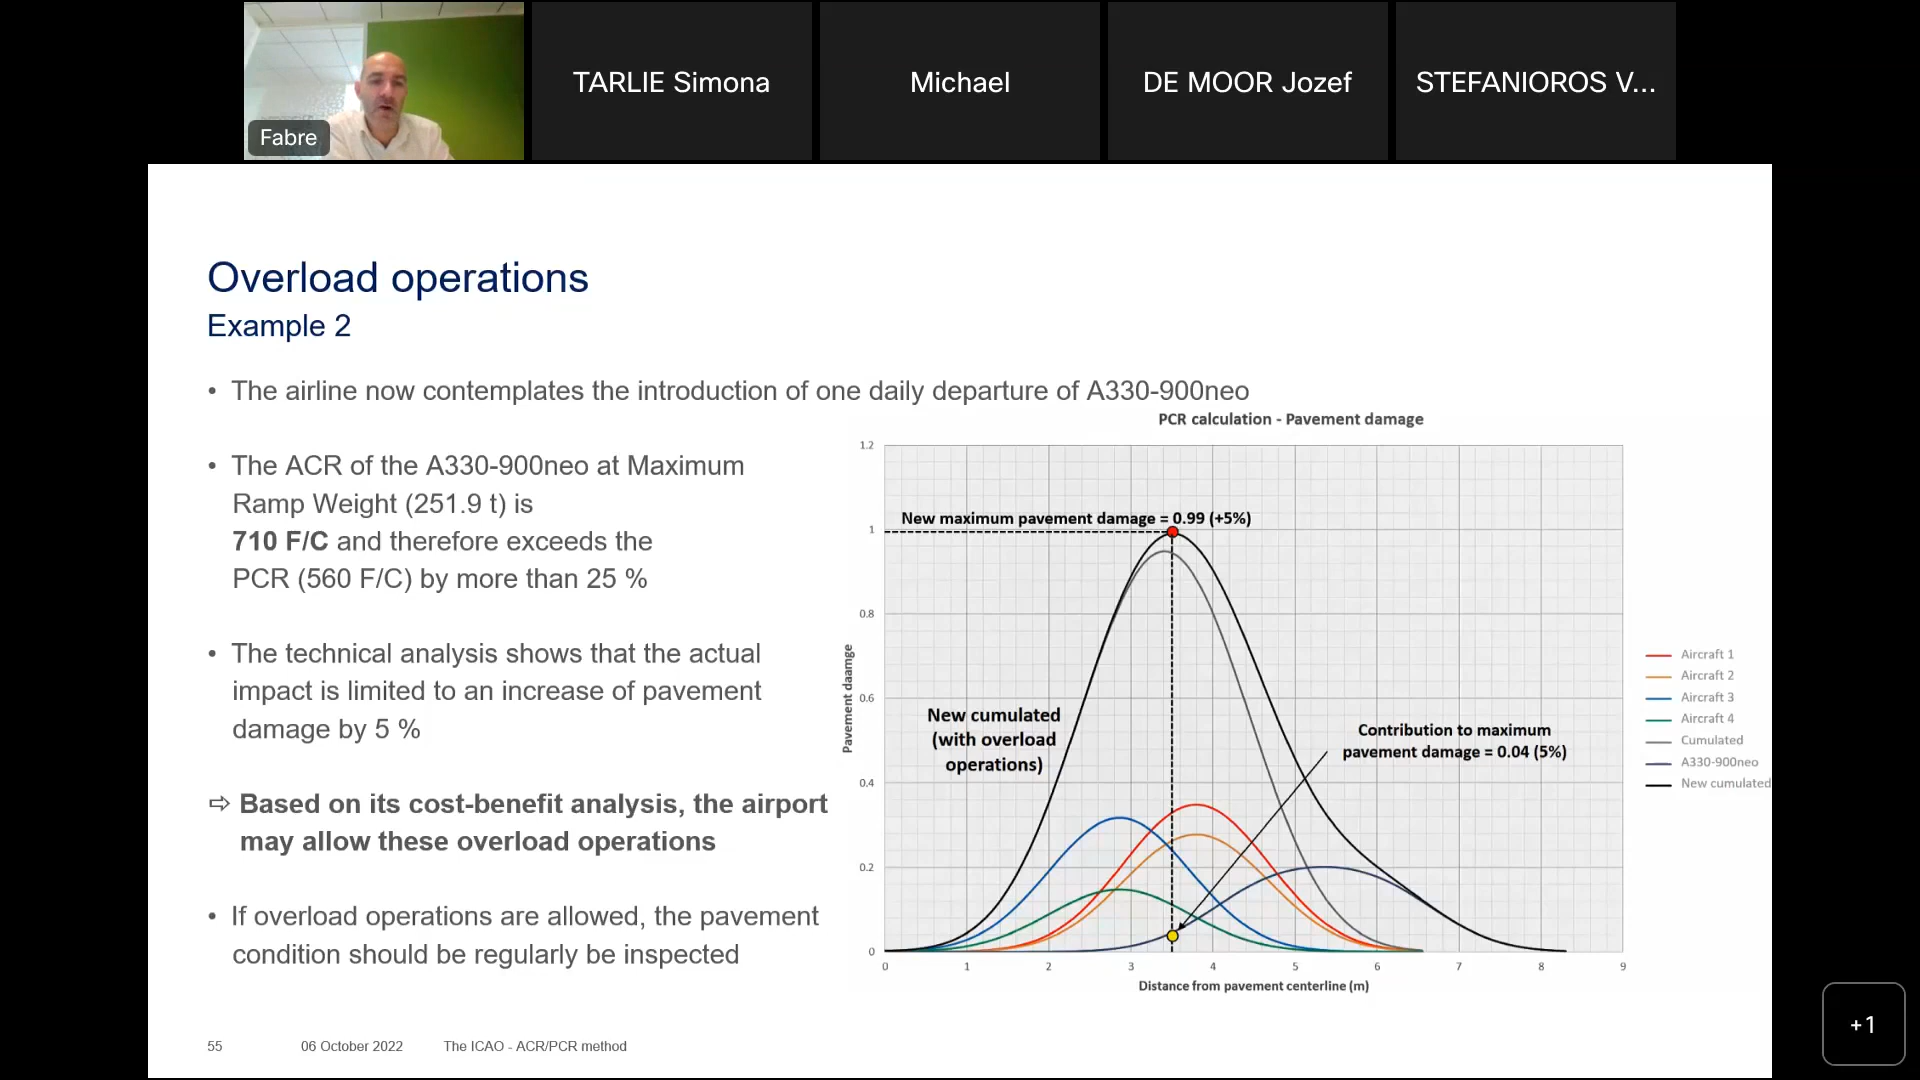 Fabre
TARLIE Simona
Michael
DE MOOR Jozef
STEFANIOROS V...
Overload operations
Example 2
• The airline now contemplates the introduction of one daily departure of A330-900neo
• The ACR of the A330-900neo at Maximum
Ramp Weight (251.9 t) is
710 F/C and therefore exceeds the
PCR (560 F/C) by more than 25 %
• The technical analysis shows that the actual
impact is limited to an increase of pavement
damage by 5 %
⇨ Based on its cost-benefit analysis, the airport
may allow these overload operations
• If overload operations are allowed, the pavement
condition should be regularly be inspected
PCR calculation - Pavement damage
1.2
1
0.8
0.6
0.4
0.2
0
Pavement daamge
New maximum pavement damage = 0.99 (+5%)
New cumulated
(with overload
operations)
Contribution to maximum
pavement damage = 0.04 (5%)
0 1 2 3 4 5 6 7 8 9
Distance from pavement centerline (m)
Aircraft 1
Aircraft 2
Aircraft 3
Aircraft 4
Cumulated
A330-900neo
New cumulated
55 06 October 2022 The ICAO - ACR/PCR method
+1